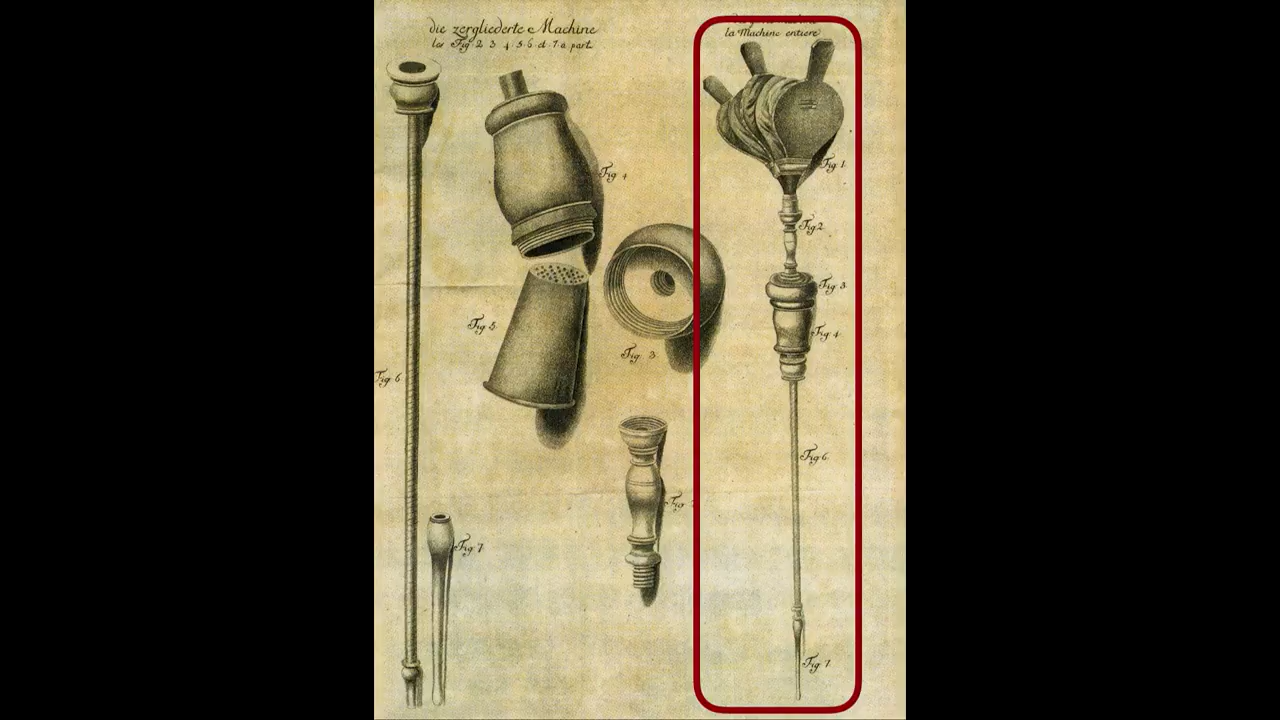 die zergliederte Machine
les Fig. 2. 3. 4. 5. 6. et. 7. a part.
la Machine entiere
Fig. 1.
Fig. 4
Fig. 2.
Fig. 3.
Fig. 5.
Fig. 4.
Fig. 3.
Fig 6.
Fig. 6.
Fig.
Fig. 7.
Fig. 7.